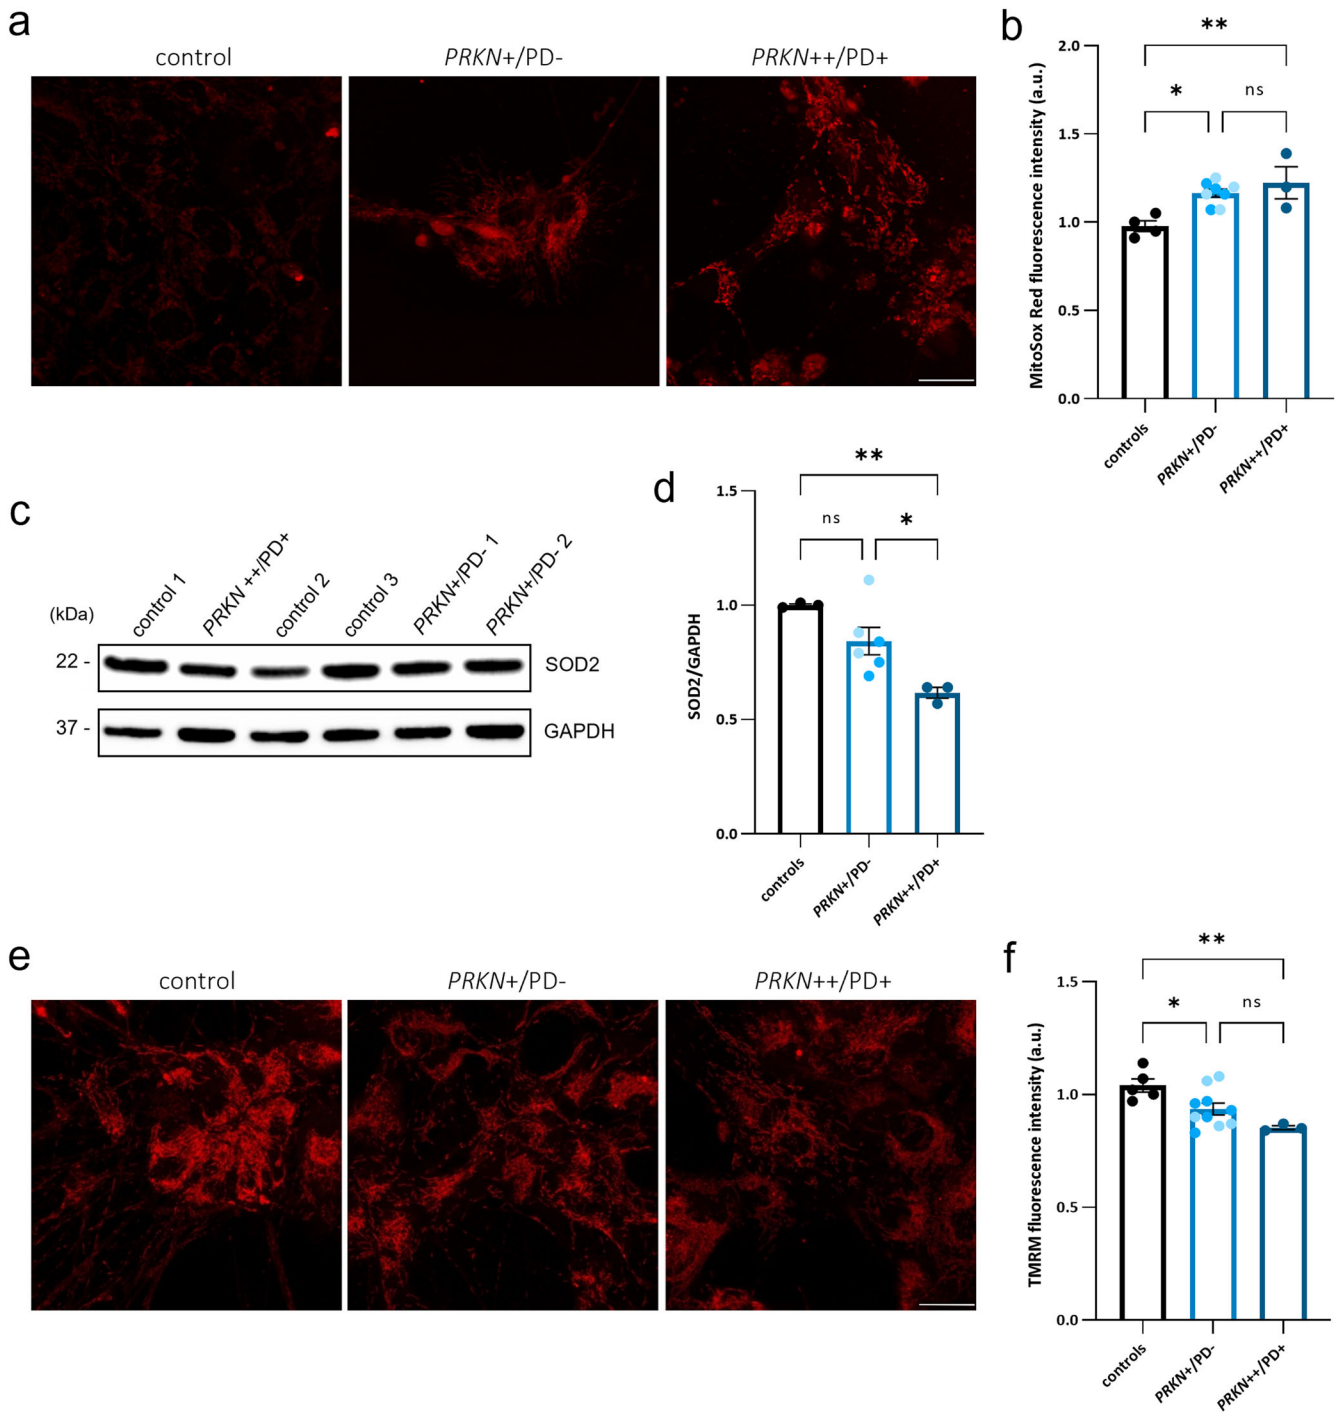 a
control
PRKN+/PD-
PRKN++/PD+
b
MitoSox Red fluorescence intensity (a.u.)
2.0
1.5
1.0
0.5
0.0
**
*
ns
controls
PRKN+/PD-
PRKN++/PD+
c
(kDa)
control 1
PRKN ++/PD+
control 2
control 3
PRKN+/PD- 1
PRKN+/PD- 2
22 -
SOD2
37 -
GAPDH
d
SOD2/GAPDH
1.5
1.0
0.5
0.0
**
ns
*
controls
PRKN+/PD-
PRKN++/PD+
e
control
PRKN+/PD-
PRKN++/PD+
f
TMRM fluorescence intensity (a.u.)
1.5
1.0
0.5
0.0
**
*
ns
controls
PRKN+/PD-
PRKN++/PD+